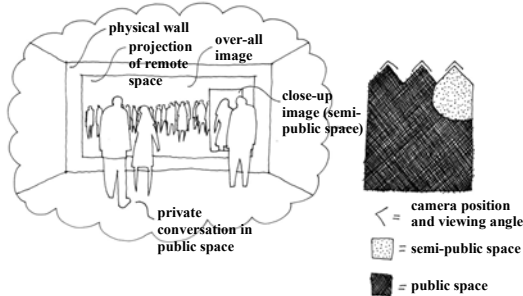 physical wall
projection
of remote
space
over-all
image
close-up
image (semi-
public space)
private
conversation in
public space
= camera position
and viewing angle
= semi-public space
= public space